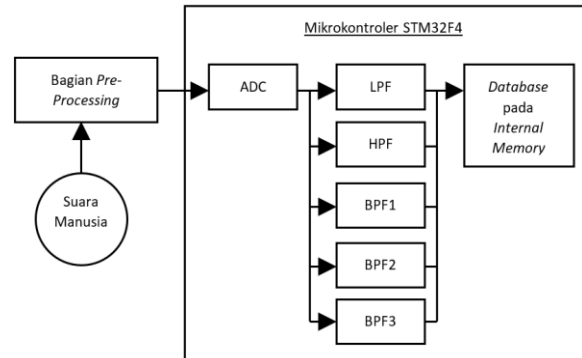 Mikrokontroler STM32F4
Bagian Pre-
Processing
ADC
LPF
Database
pada
Internal
Memory
HPF
Suara
Manusia
BPF1
BPF2
BPF3